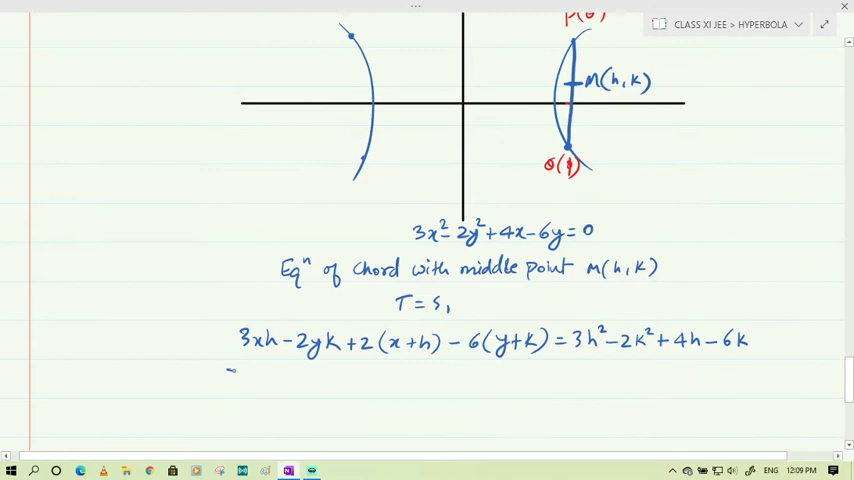 CLASS XI JEE > HYPERBOLA
P(θ)
M(h,k)
3x² - 2y² + 4x - 6y = 0
Eqⁿ of chord with middle point M(h,k)
T = S₁
3xh - 2yk + 2(x+h) - 6(y+k) = 3h² - 2k² + 4h - 6k
ENG 12:09 PM